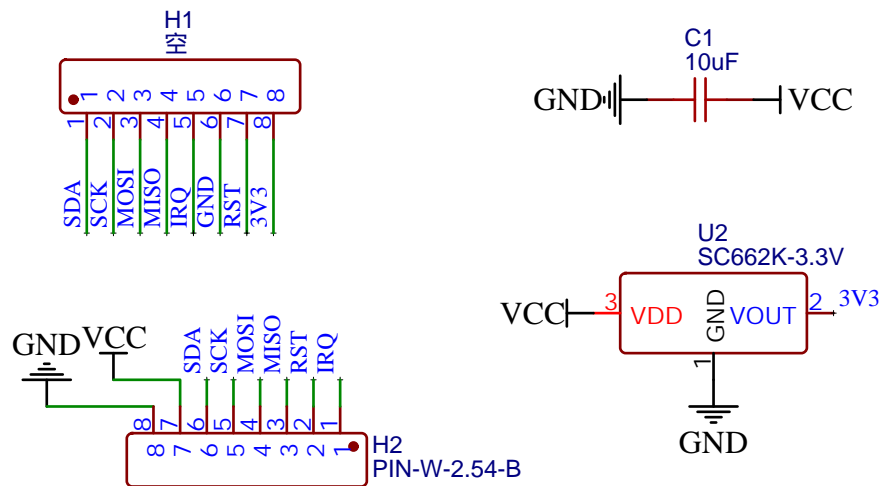 H1
空
1 2 3 4 5 6 7 8
1 2 3 4 5 6 7 8
SDA SCK MOSI MISO IRQ GND RST 3V3
C1
10uF
GND VCC
U2
SC662K-3.3V
VCC 3 VDD GND VOUT 2 3V3
1
GND
GND VCC SDA SCK MOSI MISO RST IRQ
8 7 6 5 4 3 2 1
8 7 6 5 4 3 2 1
H2
PIN-W-2.54-B